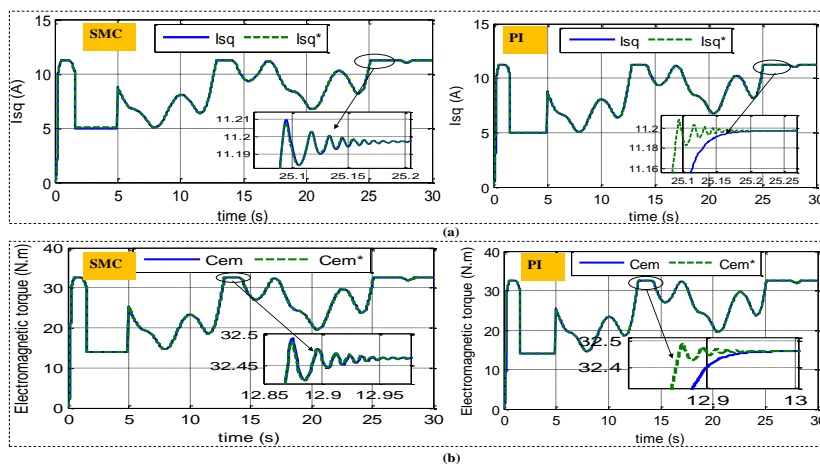 SMC
Isq Isq*
Isq (A)
15
10
5
0
11.21
11.2
11.19
25.1 25.15 25.2
0 5 10 15 20 25 30
time (s)
PI
Isq Isq*
Isq (A)
15
10
5
0
11.2
11.18
11.16
25.1 25.15 25.2 25.25
0 5 10 15 20 25 30
time (s)
(a)
SMC
Cem Cem*
Electromagnetic torque (N.m)
40
30
20
10
0
32.5
32.45
12.85 12.9 12.95
0 5 10 15 20 25 30
time (s)
PI
Cem Cem*
Electromagnetic torque (N.m)
40
30
20
10
0
32.5
32.4
12.9 13
0 5 10 15 20 25 30
time (s)
(b)